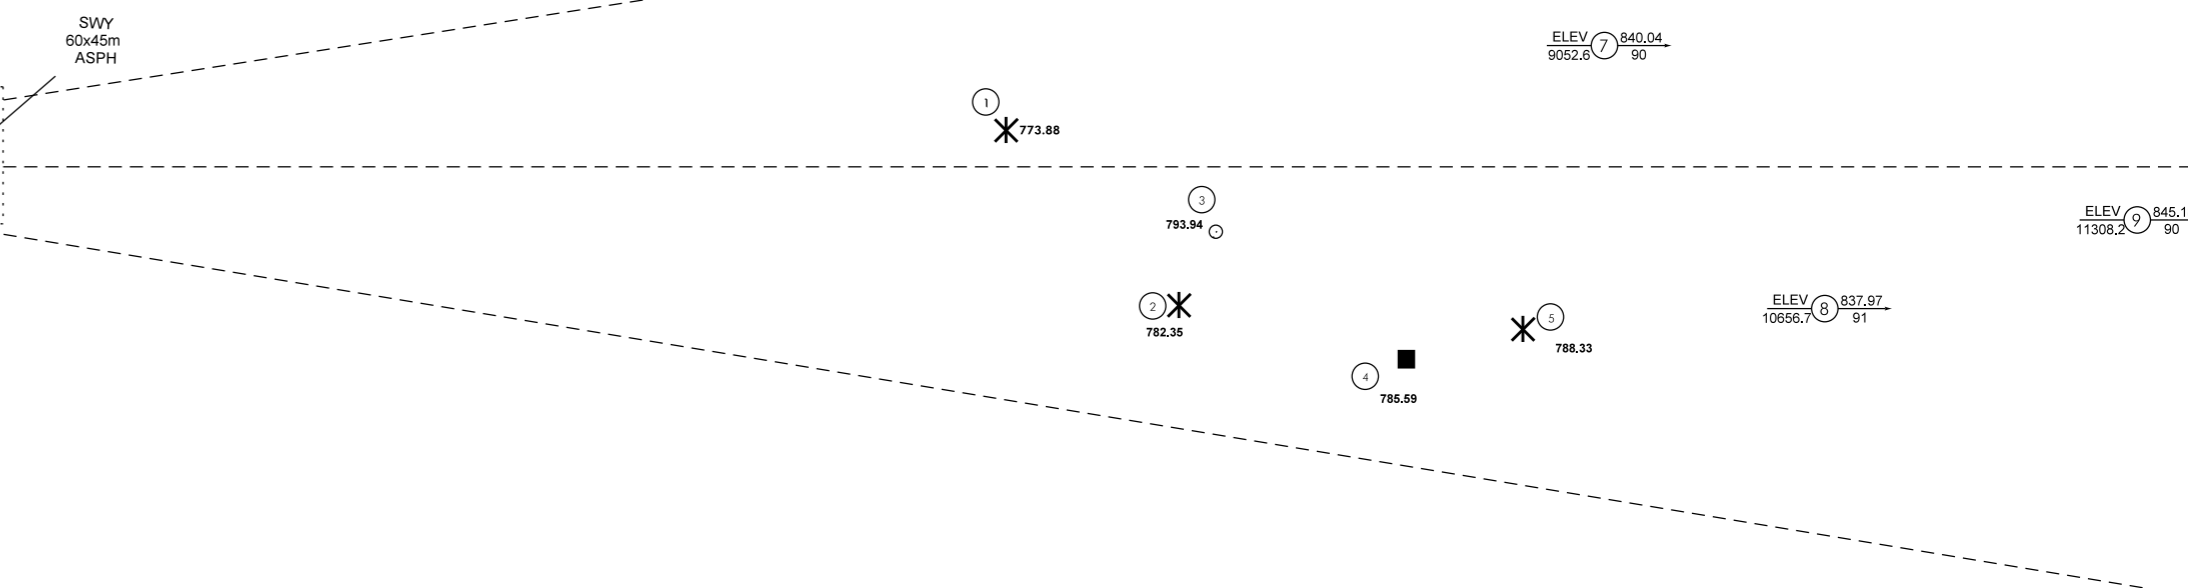 SWY
60x45m
ASPH
ELEV 7 840.04
9052.6 90
1
773.88
3
793.94
ELEV 9 845.1
11308.2 90
2
782.35
ELEV 8 837.97
10656.7 91
5
788.33
4
785.59